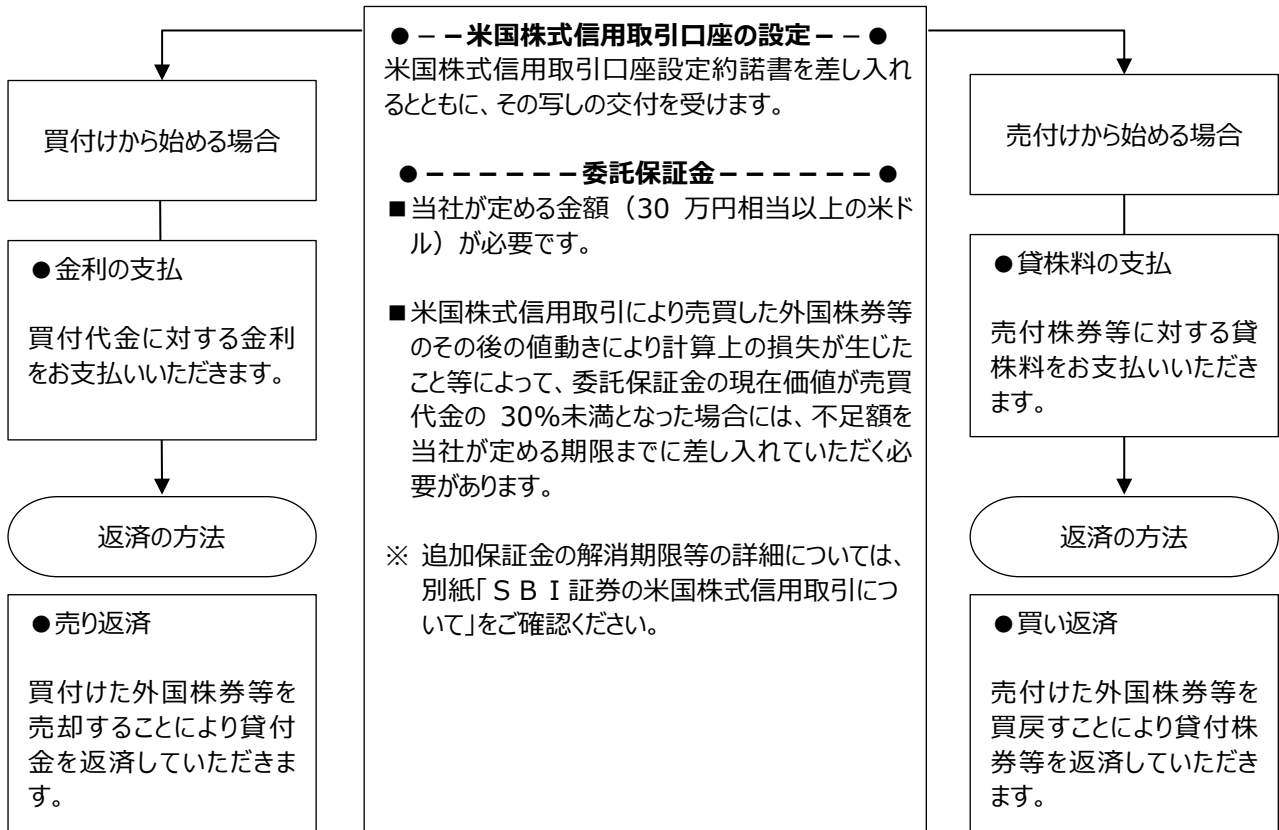 ●－－米国株式信用取引口座の設定－－●
米国株式信用取引口座設定約諾書を差し入れ
るとともに、その写しの交付を受けます。
●－－－－－－委託保証金－－－－－－●
■当社が定める金額（30 万円相当以上の米ド
ル）が必要です。
■米国株式信用取引により売買した外国株券等
のその後の値動きにより計算上の損失が生じた
こと等によって、委託保証金の現在価値が売買
代金の 30%未満となった場合には、不足額を
当社が定める期限までに差し入れていただく必
要があります。
※ 追加保証金の解消期限等の詳細については、
別紙｢ＳＢＩ証券の米国株式信用取引につ
いて｣をご確認ください。
買付けから始める場合
●金利の支払
買付代金に対する金利
をお支払いいただきます。
返済の方法
●売り返済
買付けた外国株券等を
売却することにより貸付
金を返済していただきま
す。
売付けから始める場合
●貸株料の支払
売付株券等に対する貸
株料をお支払いいただき
ます。
返済の方法
●買い返済
売付けた外国株券等を
買戻すことにより貸付株
券等を返済していただき
ます。